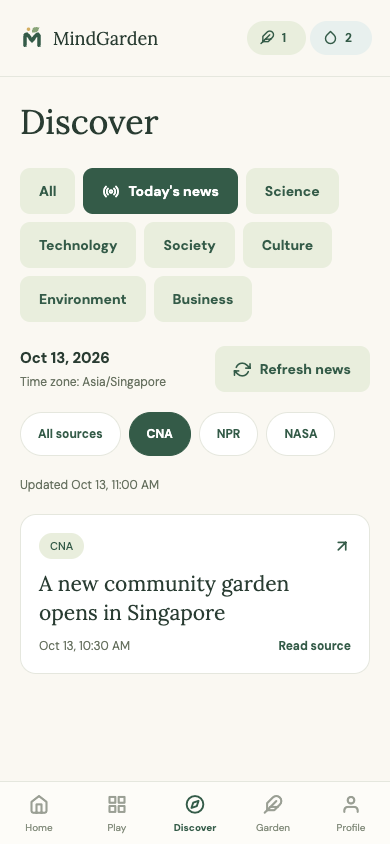 MindGarden
1
2
Discover
All
Today's news
Science
Technology
Society
Culture
Environment
Business
Oct 13, 2026
Time zone: Asia/Singapore
Refresh news
All sources
CNA
NPR
NASA
Updated Oct 13, 11:00 AM
CNA
A new community garden
opens in Singapore
Oct 13, 10:30 AM
Read source
Home
Play
Discover
Garden
Profile